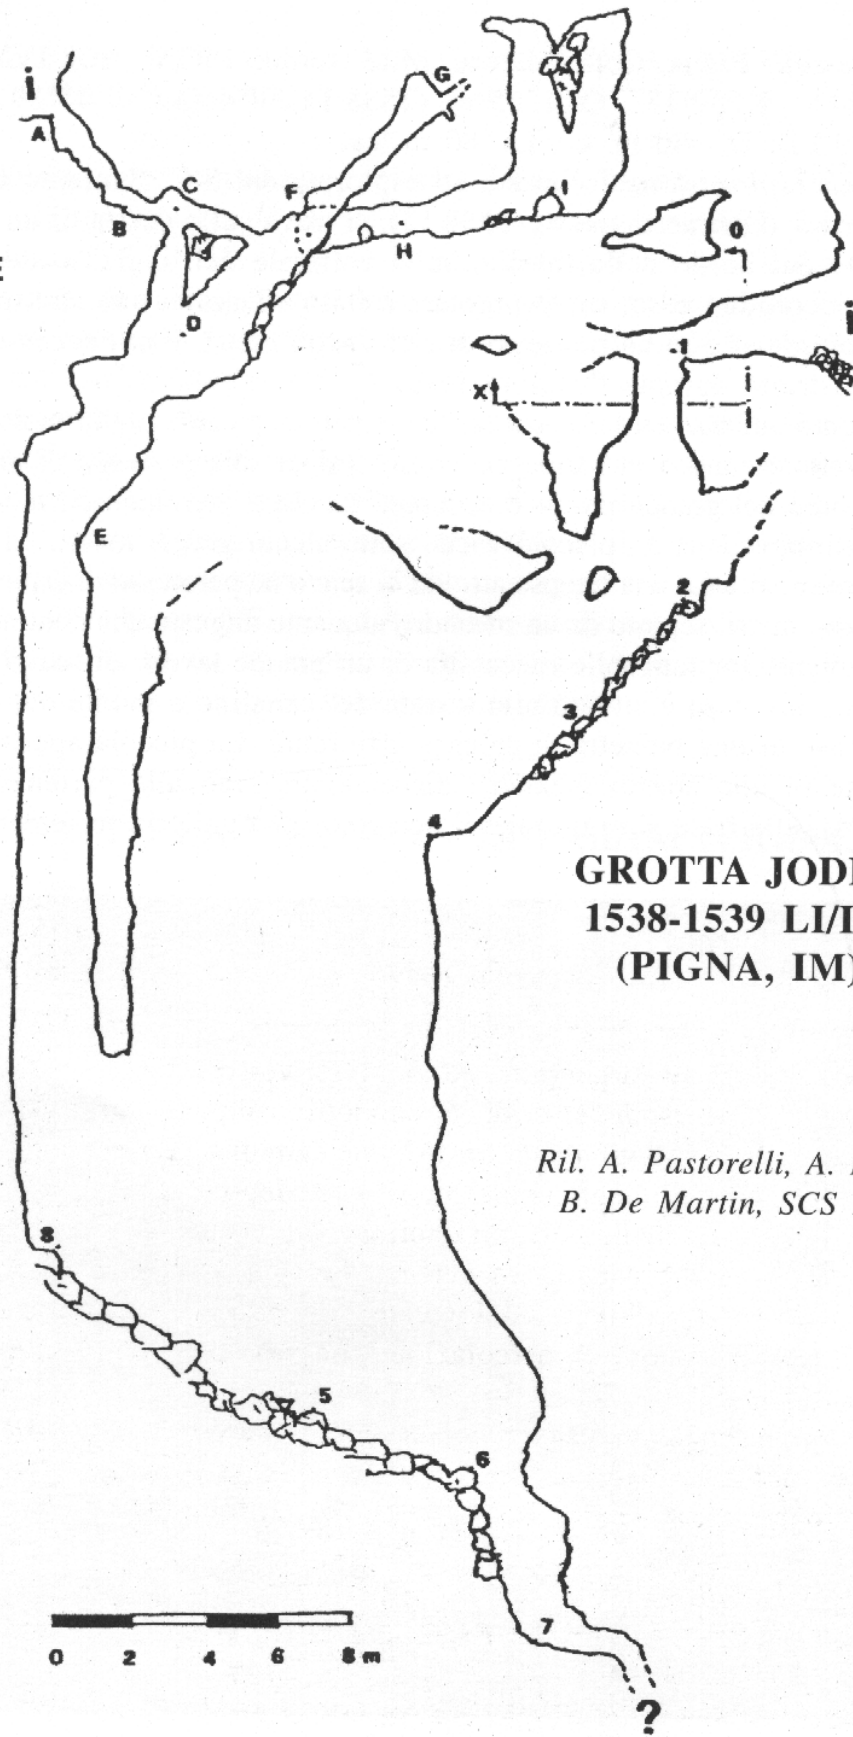 i
A
B
C
D
E
F
G
H
I
O
i
1
X
i
2
3
4
GROTTA JOD
1538-1539 LI/I
(PIGNA, IM)
Ril. A. Pastorelli, A.
B. De Martin, SCS
8
5
6
7
0 2 4 6 8 m
?